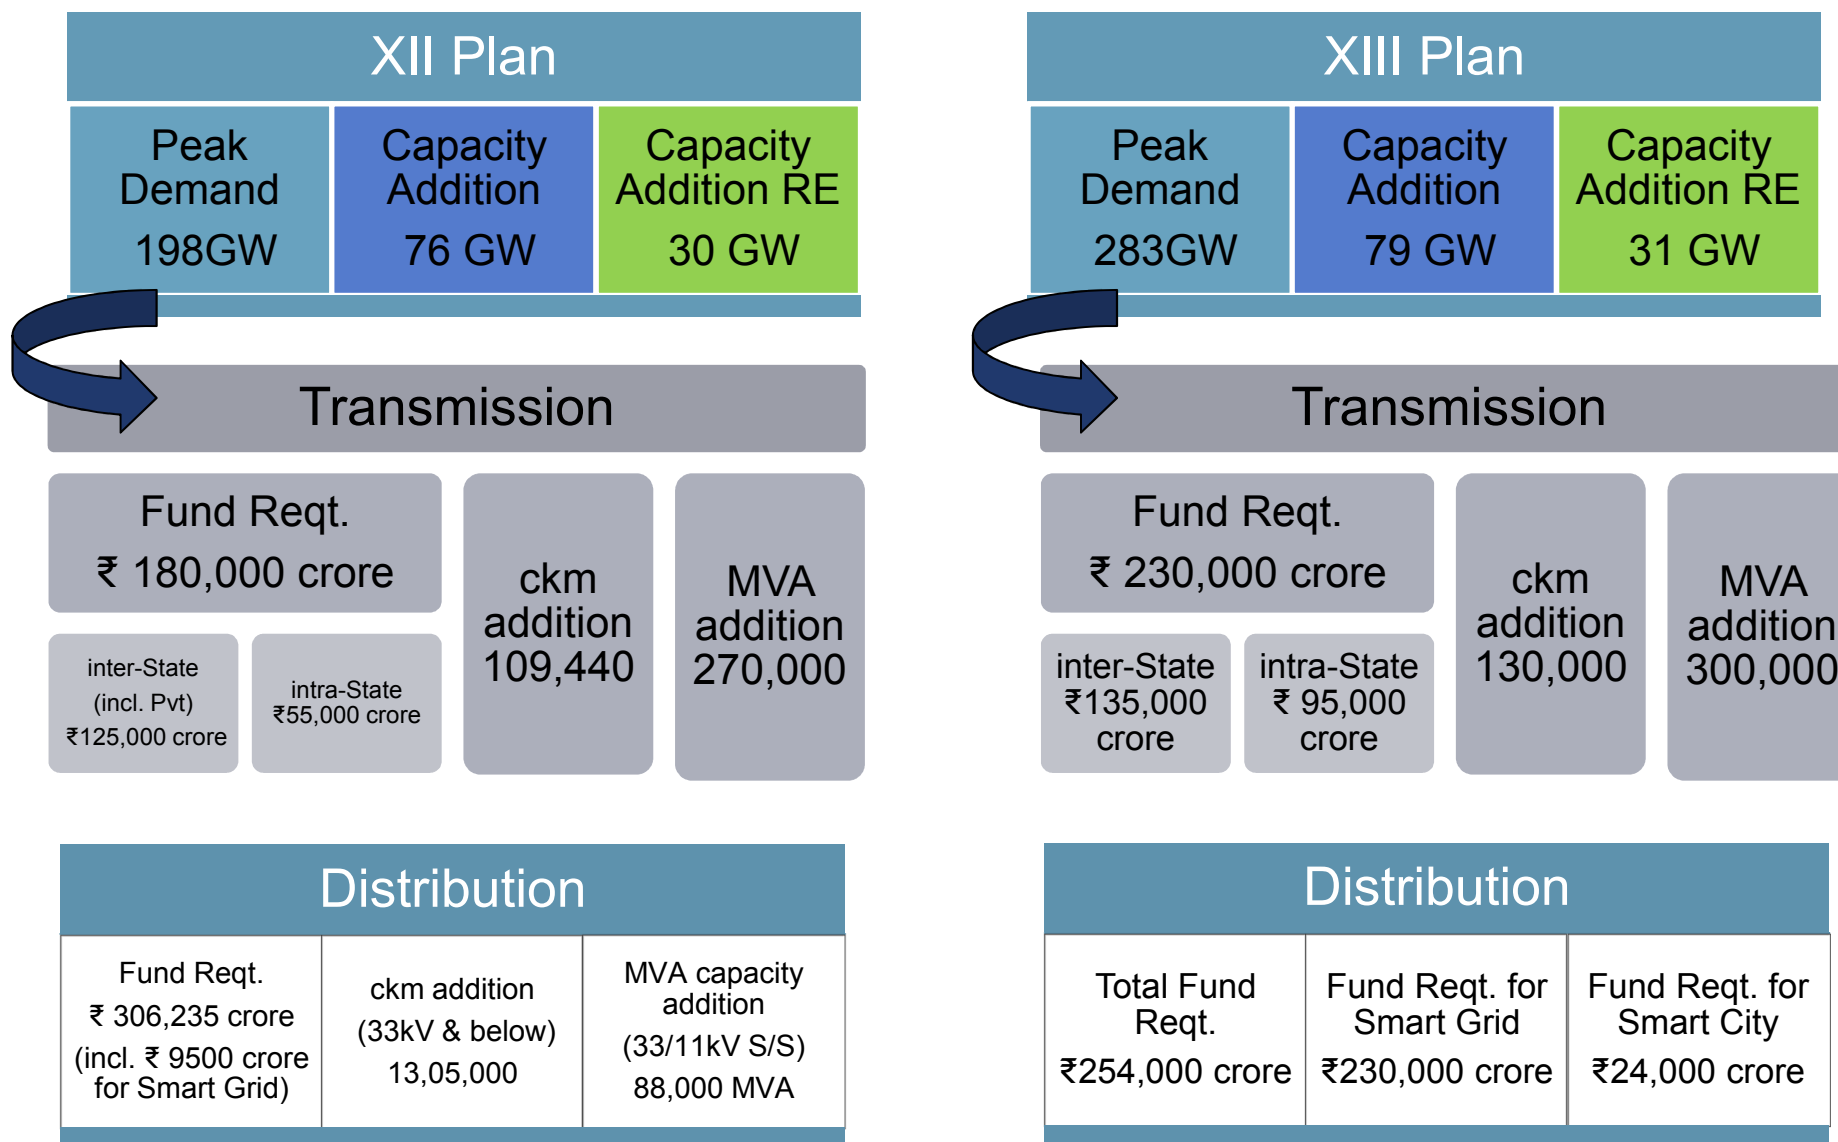 XII Plan
Peak
Demand
198GW
Capacity
Addition
76 GW
Capacity
Addition RE
30 GW
Transmission
Fund Reqt.
₹ 180,000 crore
inter-State
(incl. Pvt)
₹125,000 crore
intra-State
₹55,000 crore
ckm
addition
109,440
MVA
addition
270,000
Distribution
Fund Reqt.
₹ 306,235 crore
(incl. ₹ 9500 crore
for Smart Grid)
ckm addition
(33kV & below)
13,05,000
MVA capacity
addition
(33/11kV S/S)
88,000 MVA
XIII Plan
Peak
Demand
283GW
Capacity
Addition
79 GW
Capacity
Addition RE
31 GW
Transmission
Fund Reqt.
₹ 230,000 crore
inter-State
₹135,000
crore
intra-State
₹ 95,000
crore
ckm
addition
130,000
MVA
addition
300,000
Distribution
Total Fund
Reqt.
₹254,000 crore
Fund Reqt. for
Smart Grid
₹230,000 crore
Fund Reqt. for
Smart City
₹24,000 crore